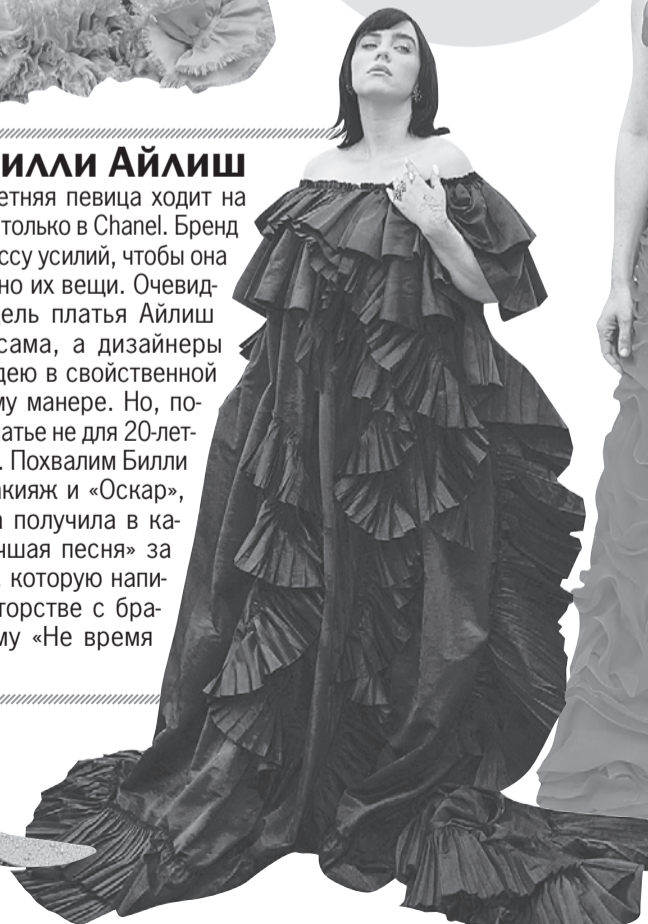 илли Айлиш
етняя певица ходит на
только в Chanel. Бренд
ссу усилий, чтобы она
но их вещи. Очевид-
ель платья Айлиш
сама, а дизайнеры
дею в свойственной
му манере. Но, по-
атье не для 20-лет-
. Похвалим Билли
акияж и «Оскар»,
а получила в ка-
чшая песня» за
, которую напи-
торстве с бра-
му «Не время